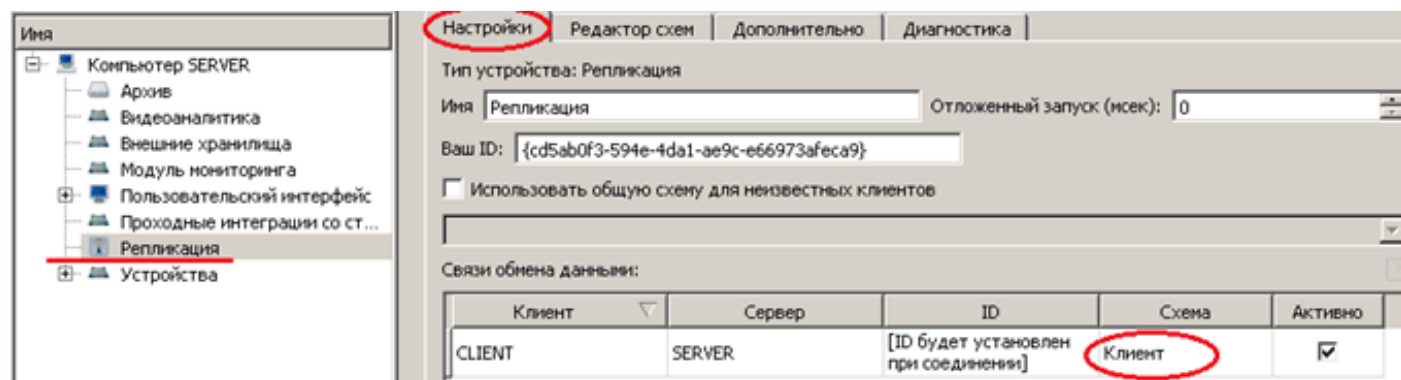 Имя
Компьютер SERVER
Архив
Видеоаналитика
Внешние хранилища
Модуль мониторинга
Пользовательский интерфейс
Проходные интеграции со ст...
Репликация
Устройства
Настройки Редактор схем Дополнительно Диагностика
Тип устройства: Репликация
Имя Репликация Отложенный запуск (мсек): 0
Ваш ID: {cd5ab0f3-594e-4da1-ae9c-e66973afeca9}
Использовать общую схему для неизвестных клиентов
Связи обмена данными:
Клиент Сервер ID Схема Активно
CLIENT SERVER [ID будет установлен при соединении] Клиент